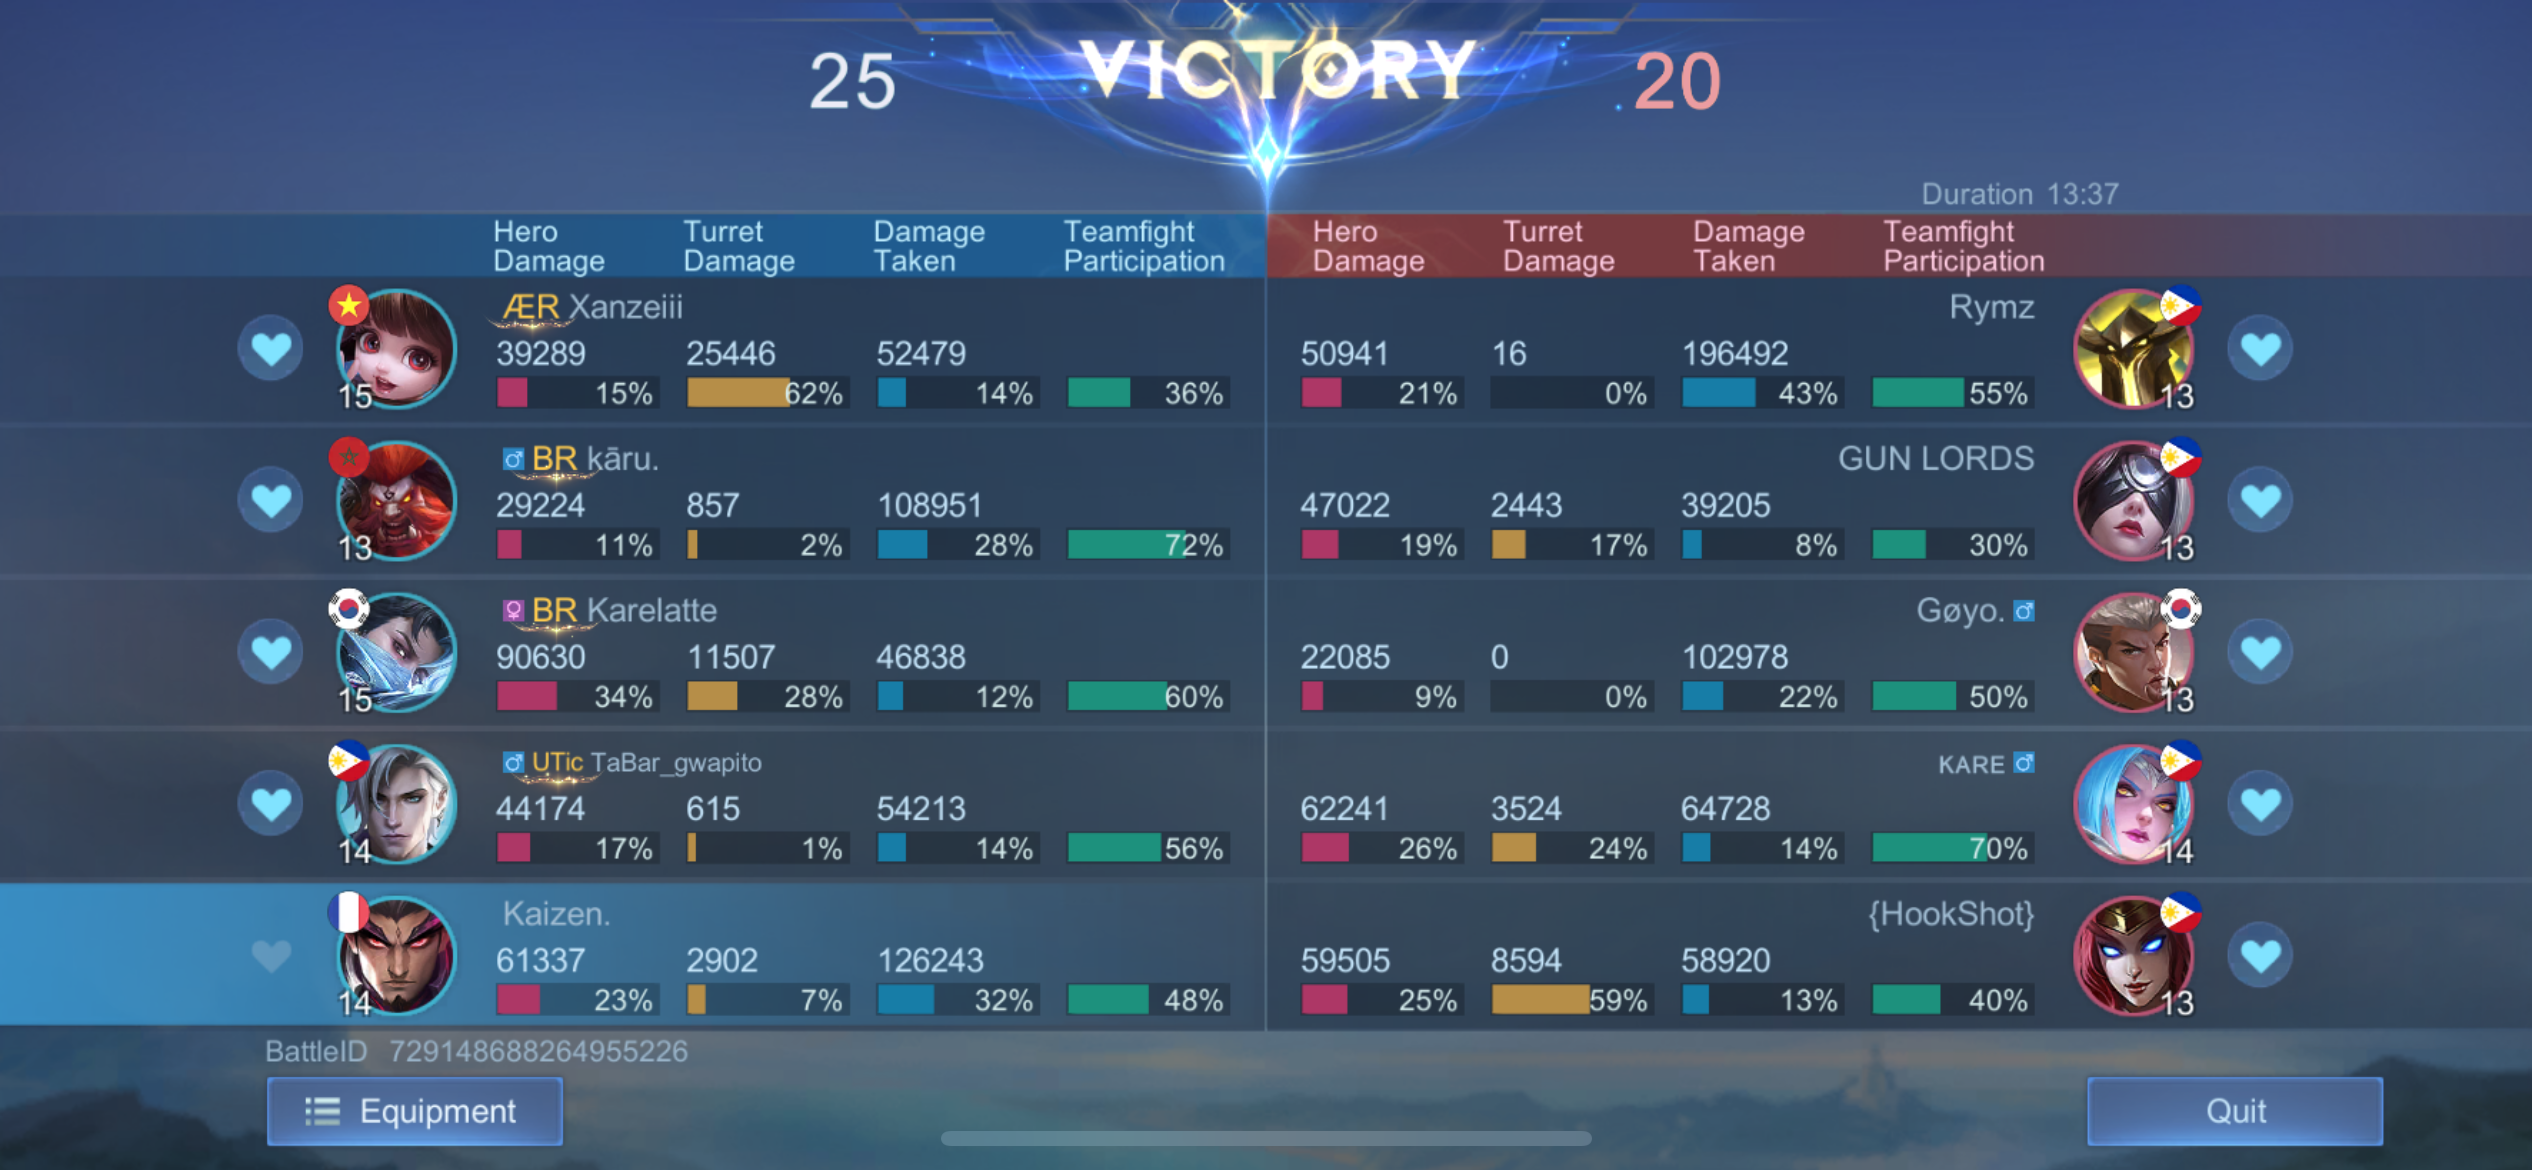 25 VICTORY 20
Duration 13:37
Hero Damage Turret Damage Damage Taken Teamfight Participation Hero Damage Turret Damage Damage Taken Teamfight Participation
ÆR Xanzeiii Rymz
39289 25446 52479 50941 16 196492
15 15% 62% 14% 36% 21% 0% 43% 55% 13
♂ BR kāru. GUN LORDS
29224 857 108951 47022 2443 39205
13 11% 2% 28% 72% 19% 17% 8% 30% 13
♀ BR Karelatte Gøyo. ♂
90630 11507 46838 22085 0 102978
15 34% 28% 12% 60% 9% 0% 22% 50% 13
♂ UTic TaBar_gwapito KARE ♂
44174 615 54213 62241 3524 64728
14 17% 1% 14% 56% 26% 24% 14% 70% 14
Kaizen. {HookShot}
61337 2902 126243 59505 8594 58920
14 23% 7% 32% 48% 25% 59% 13% 40% 13
BattleID 729148688264955226
Equipment Quit